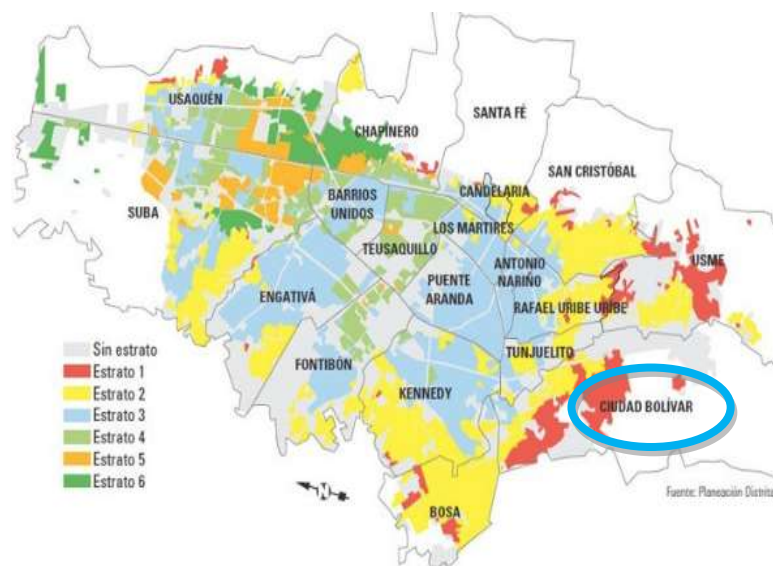 USAQUÉN
CHAPINERO
SANTA FÉ
SAN CRISTÓBAL
SUBA
BARRIOS
UNIDOS
CANDELARIA
LOS MARTIRES
TEUSAQUILLO
USME
ENGATIVÁ
PUENTE
ARANDA
ANTONIO
NARIÑO
RAFAEL URIBE URIBE
FONTIBÓN
TUNJUELITO
KENNEDY
CIUDAD BOLÍVAR
BOSA
Sin estrato
Estrato 1
Estrato 2
Estrato 3
Estrato 4
Estrato 5
Estrato 6
N
Fuente: Planeación Distrita